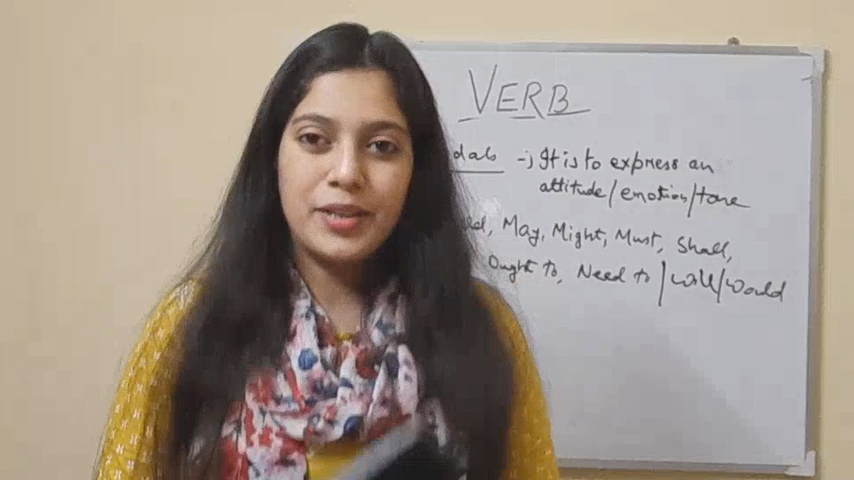 VERB
dals -> It is to express an
attitude/emotion/tone
ld, May, Might, Must, Shall,
Ought to, Need to / Will/Would